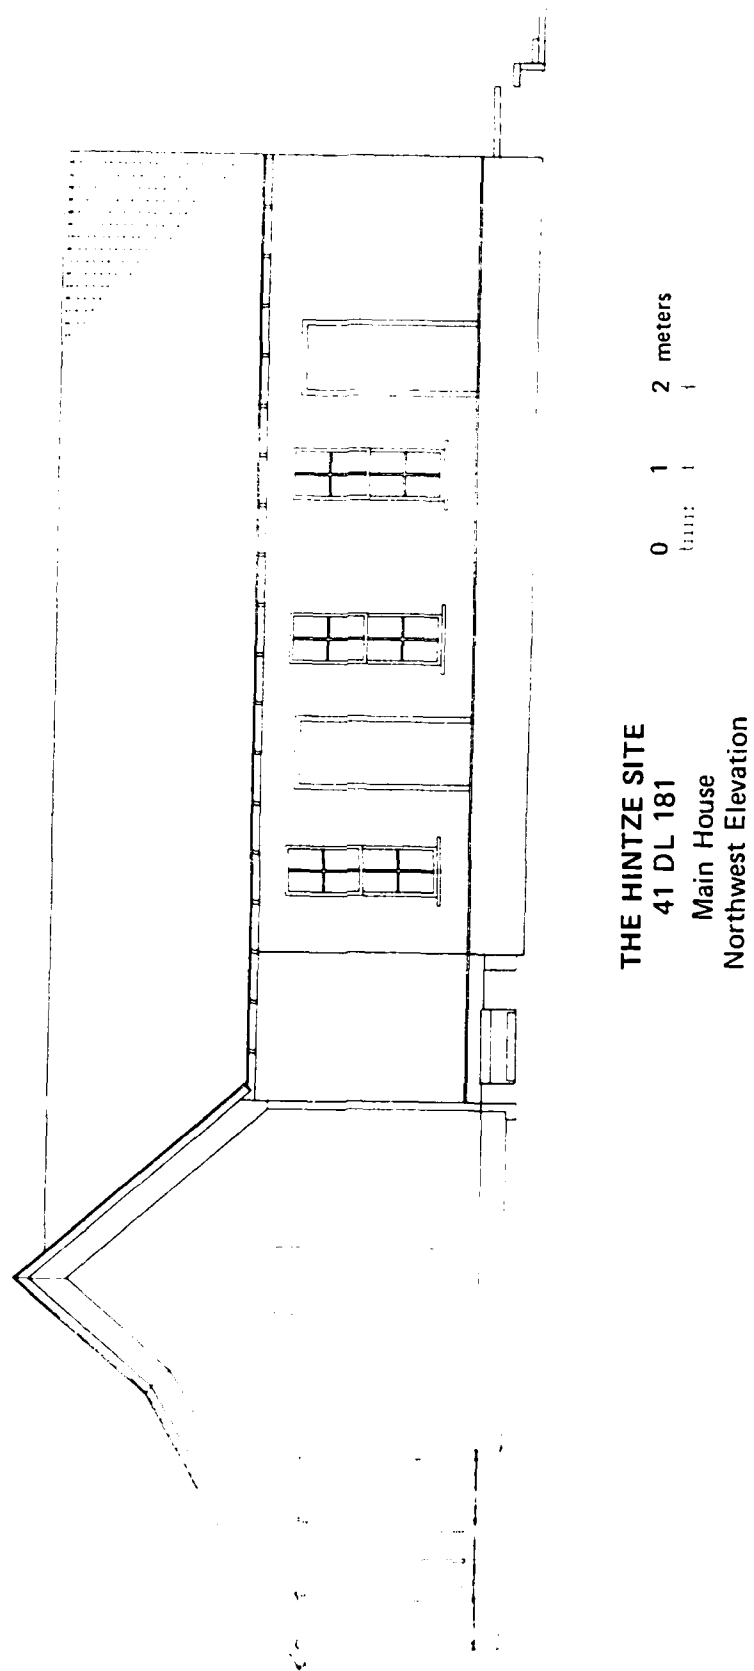 THE HINTZE SITE
41 DL 181
Main House
Northwest Elevation
0 1 2 meters